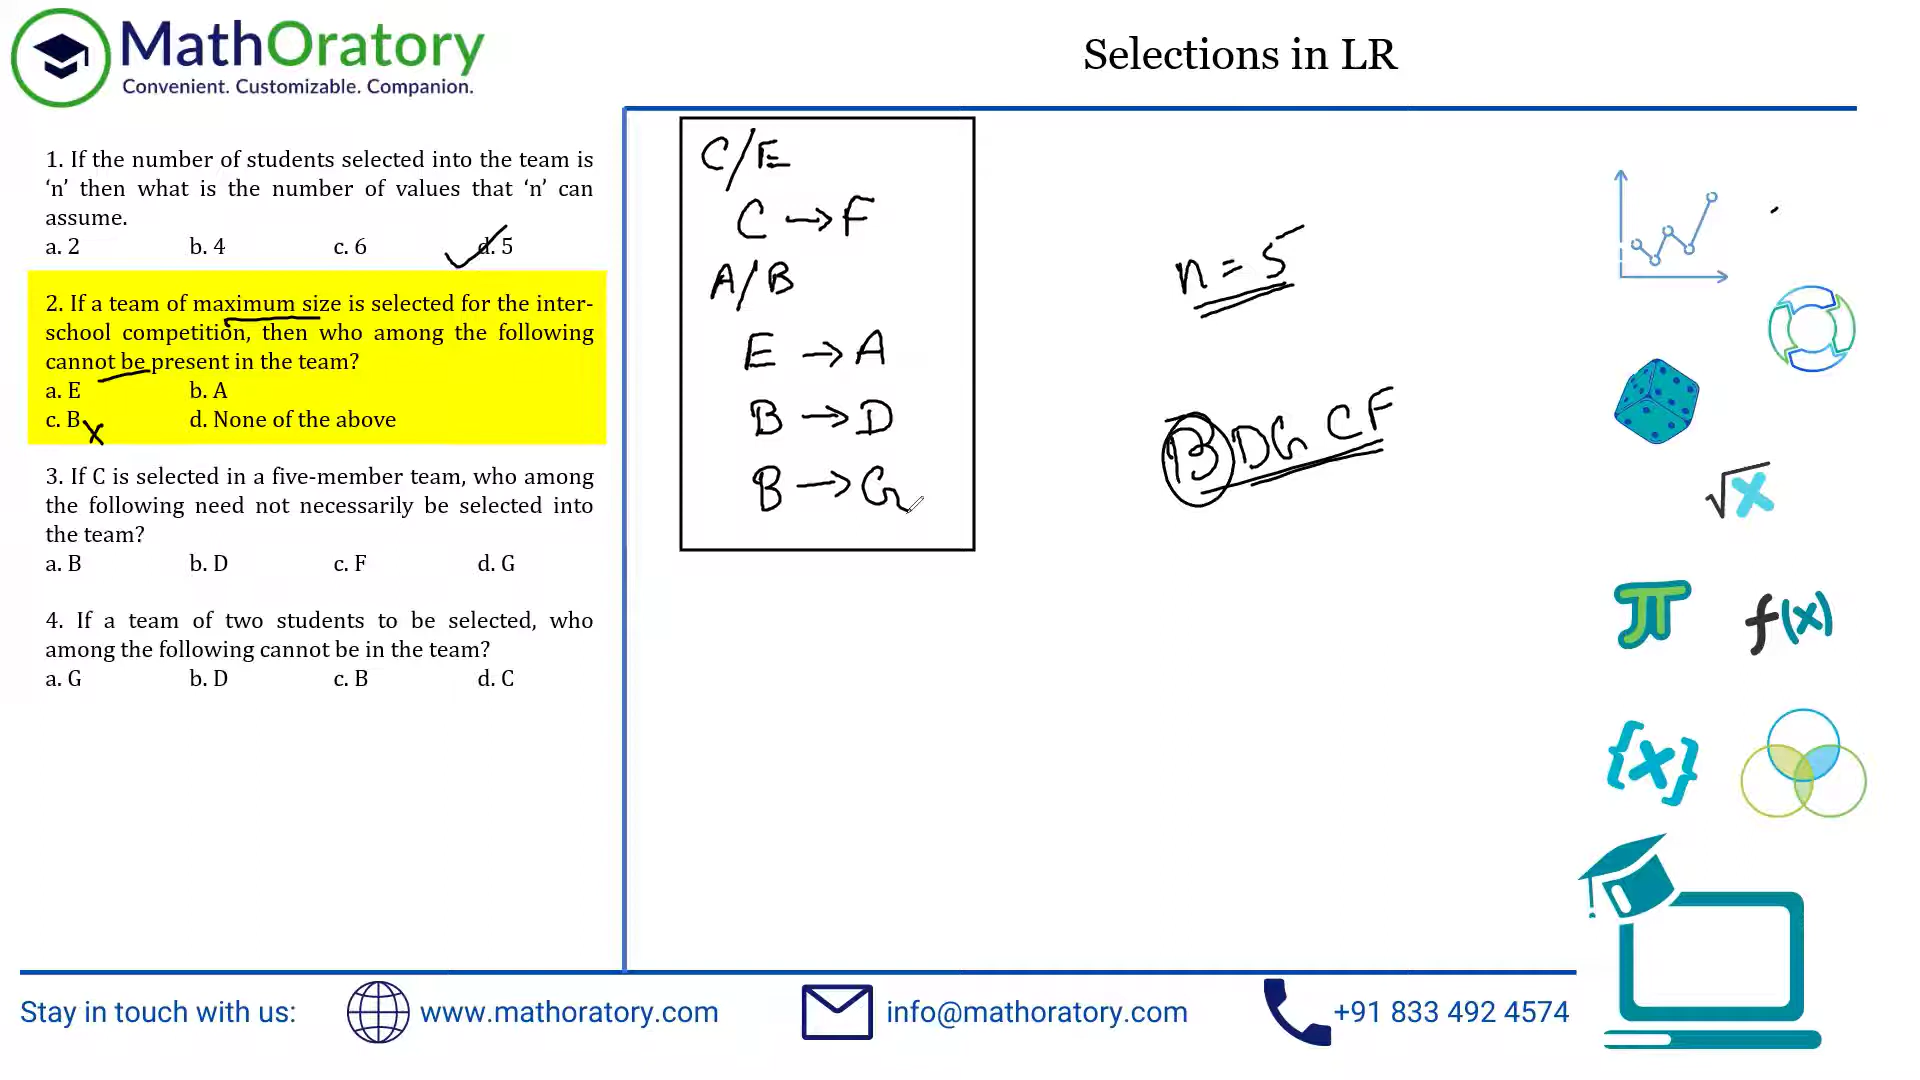 MathOratory
Convenient. Customizable. Companion.
Selections in LR
1. If the number of students selected into the team is
‘n’ then what is the number of values that ‘n’ can
assume.
a. 2 b. 4 c. 6 d. 5
2. If a team of maximum size is selected for the inter-
school competition, then who among the following
cannot be present in the team?
a. E b. A
c. B d. None of the above
3. If C is selected in a five-member team, who among
the following need not necessarily be selected into
the team?
a. B b. D c. F d. G
4. If a team of two students to be selected, who
among the following cannot be in the team?
a. G b. D c. B d. C
C/E
C → F
A/B
E → A
B → D
B → G
n = 5
B D G C F
√x
π f(x)
{x}
Stay in touch with us: www.mathoratory.com info@mathoratory.com +91 833 492 4574